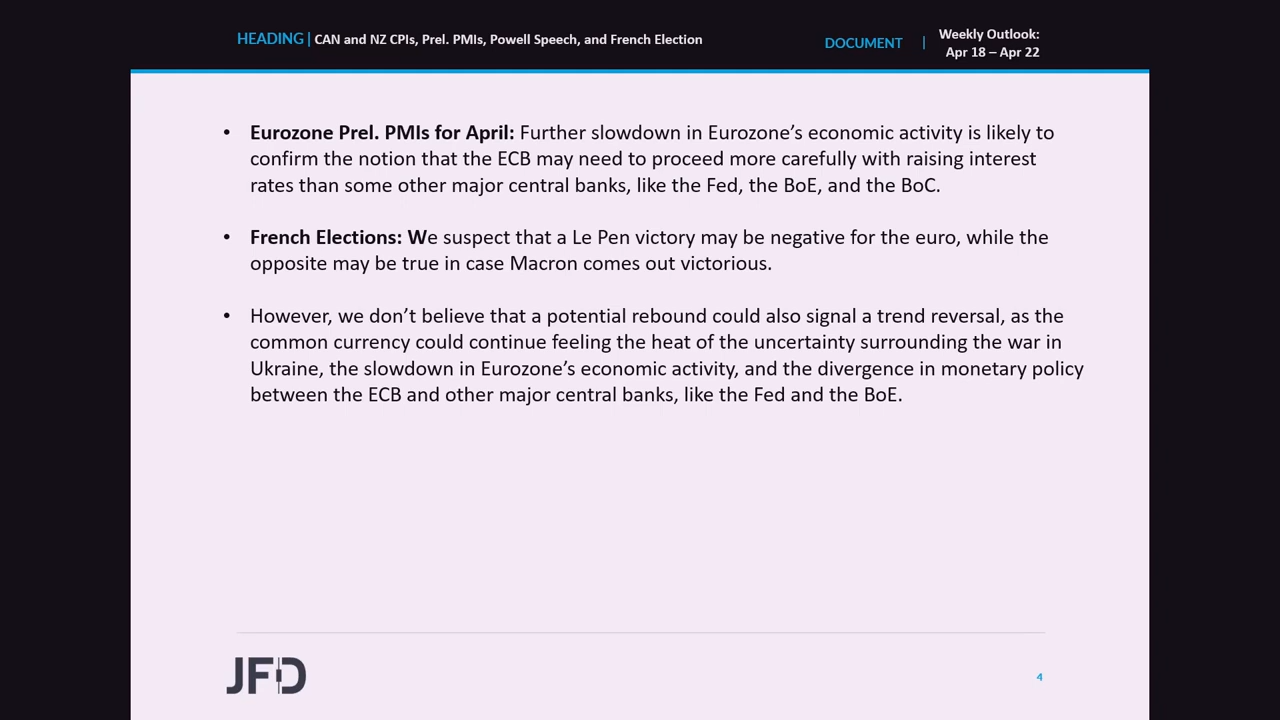 HEADING | CAN and NZ CPIs, Prel. PMIs, Powell Speech, and French Election
DOCUMENT | Weekly Outlook:
Apr 18 – Apr 22
• Eurozone Prel. PMIs for April: Further slowdown in Eurozone’s economic activity is likely to
confirm the notion that the ECB may need to proceed more carefully with raising interest
rates than some other major central banks, like the Fed, the BoE, and the BoC.
• French Elections: We suspect that a Le Pen victory may be negative for the euro, while the
opposite may be true in case Macron comes out victorious.
• However, we don’t believe that a potential rebound could also signal a trend reversal, as the
common currency could continue feeling the heat of the uncertainty surrounding the war in
Ukraine, the slowdown in Eurozone’s economic activity, and the divergence in monetary policy
between the ECB and other major central banks, like the Fed and the BoE.
JFD
4